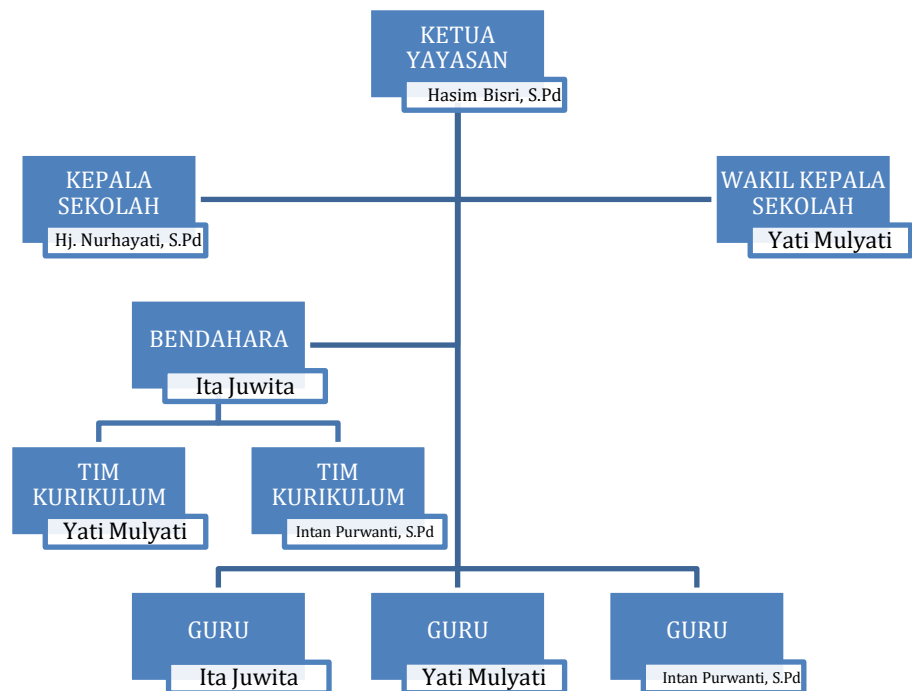 KETUA
YAYASAN
Hasim Bisri, S.Pd
KEPALA
SEKOLAH
Hj. Nurhayati, S.Pd
WAKIL KEPALA
SEKOLAH
Yati Mulyati
BENDAHARA
Ita Juwita
TIM
KURIKULUM
Yati Mulyati
TIM
KURIKULUM
Intan Purwanti, S.Pd
GURU
Ita Juwita
GURU
Yati Mulyati
GURU
Intan Purwanti, S.Pd